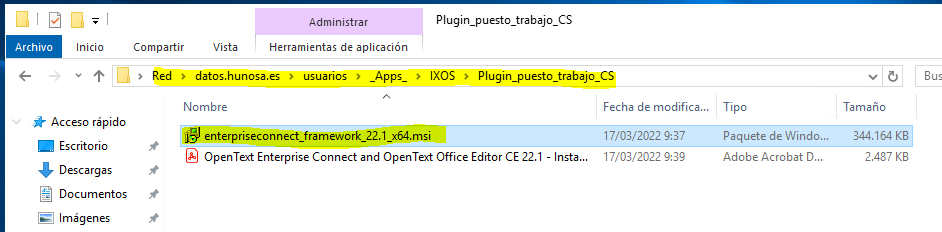 Administrar
Plugin_puesto_trabajo_CS
Archivo
Inicio
Compartir
Vista
Herramientas de aplicación
Red > datos.hunosa.es > usuarios > _Apps_ > IXOS > Plugin_puesto_trabajo_CS
Bus
Nombre
Fecha de modifica...
Tipo
Tamaño
Acceso rápido
enterpriseconnect_framework_22.1_x64.msi
17/03/2022 9:37
Paquete de Windo...
344.164 KB
Escritorio
OpenText Enterprise Connect and OpenText Office Editor CE 22.1 - Insta...
17/03/2022 9:39
Adobe Acrobat D...
2.487 KB
Descargas
Documentos
Imágenes